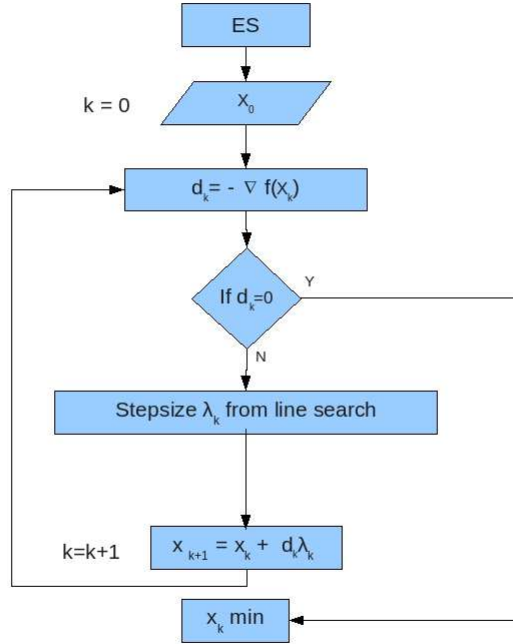 ES
k = 0
X₀
dₖ= - ∇ f(Xₖ)
If dₖ=0
Y
N
Stepsize λₖ from line search
k=k+1
x ₖ₊₁ = xₖ + dₖλₖ
xₖ min